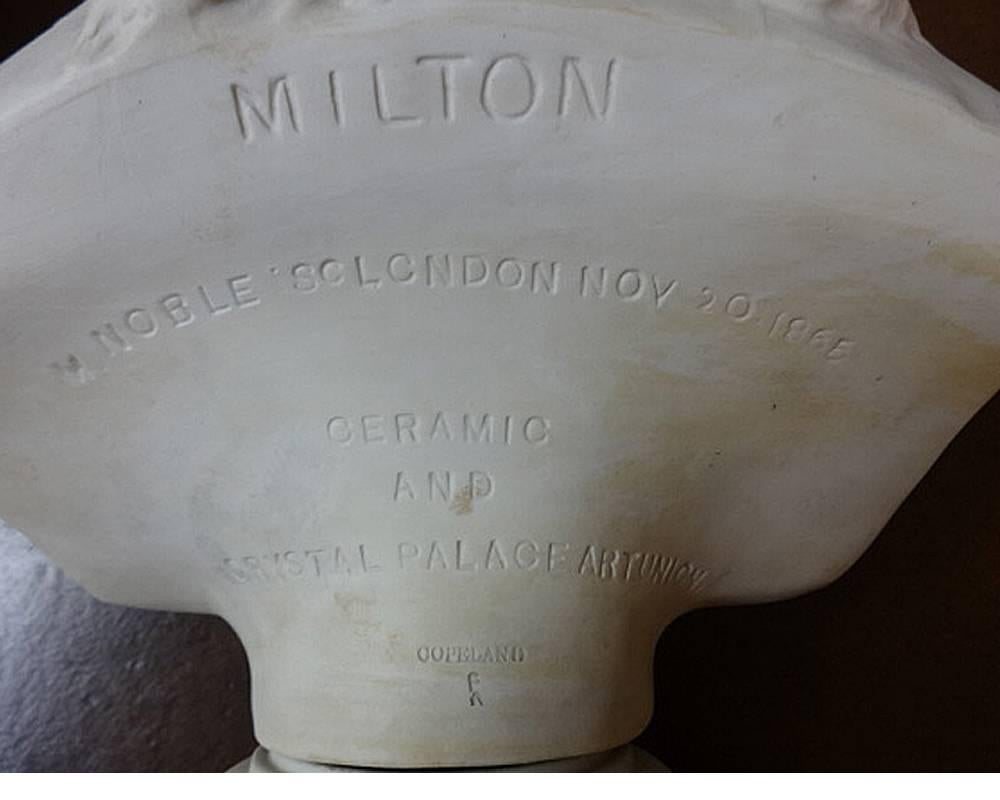 MILTON
M NOBLE 'SC LONDON NOV 20 1865
CERAMIC
AND
CRYSTAL PALACE ART UNION
COPELAND